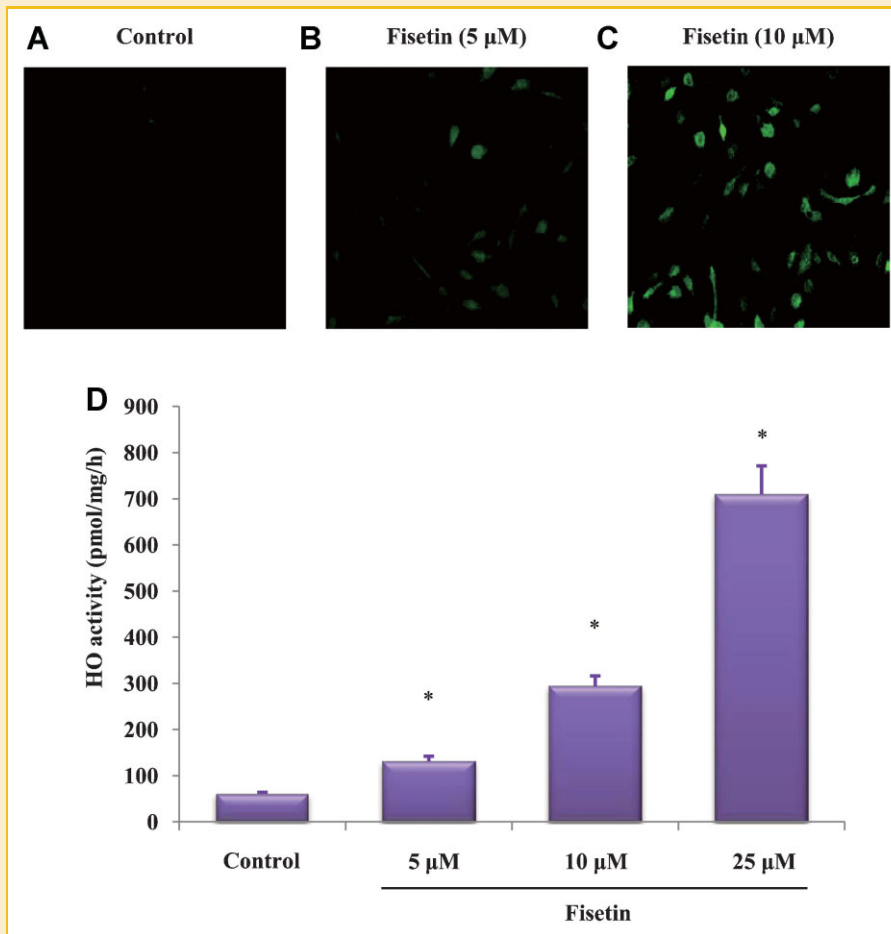 A Control
B Fisetin (5 μM)
C Fisetin (10 μM)
D
900
800
700
600
500
400
300
200
100
0
HO activity (pmol/mg/h)
*
*
*
Control 5 μM 10 μM 25 μM
Fisetin